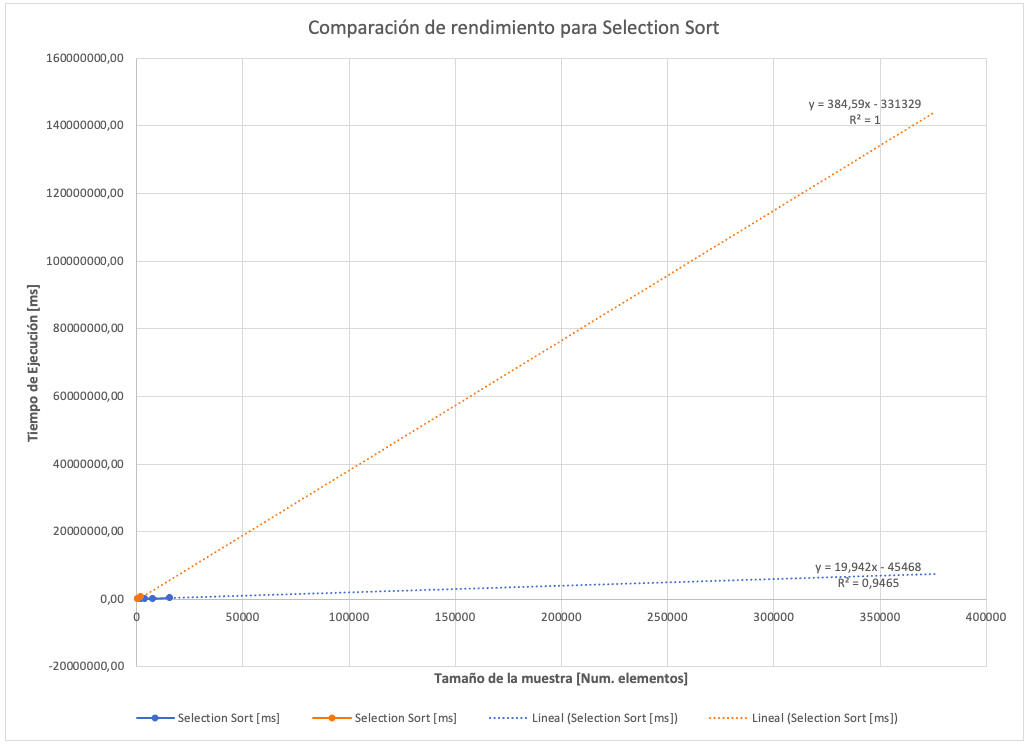 Comparación de rendimiento para Selection Sort
160000000,00
140000000,00
120000000,00
100000000,00
80000000,00
60000000,00
40000000,00
20000000,00
0,00
-20000000,00
Tiempo de Ejecución [ms]
y = 384,59x - 331329
R² = 1
y = 19,942x - 45468
R² = 0,9465
0 50000 100000 150000 200000 250000 300000 350000 400000
Tamaño de la muestra [Num. elementos]
Selection Sort [ms] Selection Sort [ms] Lineal (Selection Sort [ms]) Lineal (Selection Sort [ms])